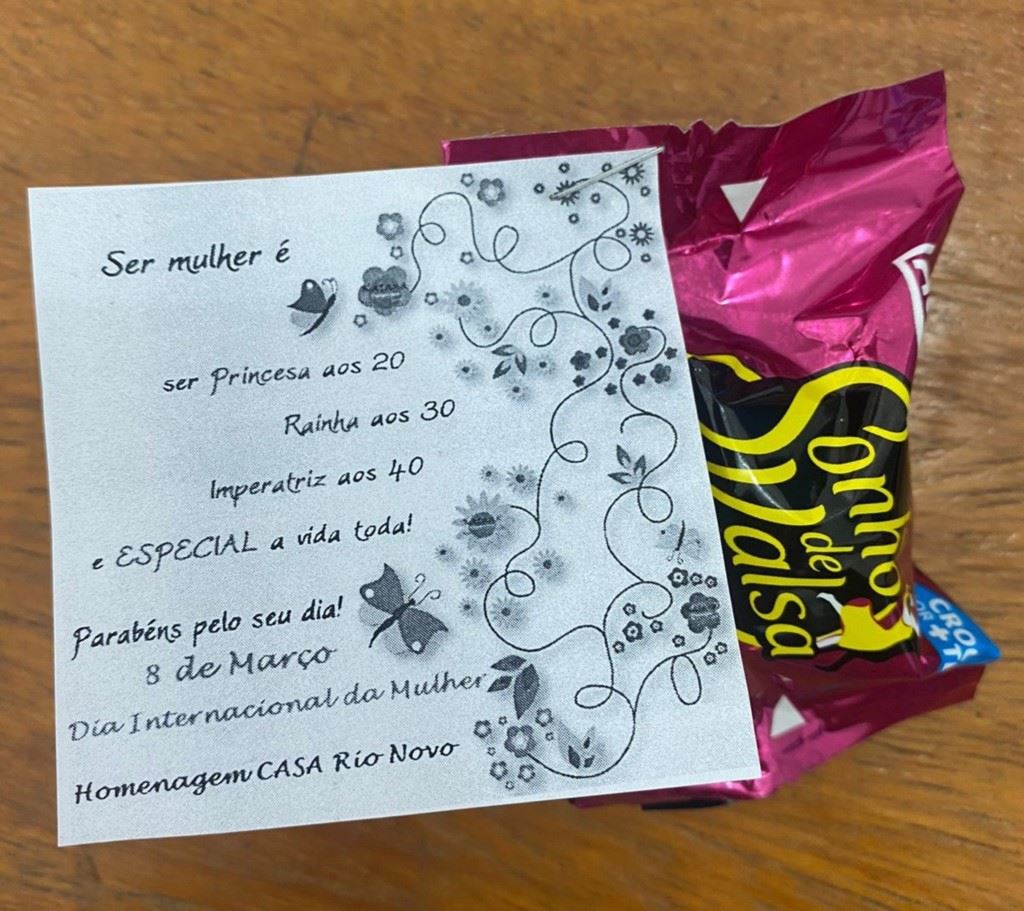 Ser mulher é
ser Princesa aos 20
Rainha aos 30
Imperatriz aos 40
e ESPECIAL a vida toda!
Parabéns pelo seu dia!
8 de Março
Dia Internacional da Mulher
Homenagem CASA Rio Novo
Sonho
de
Valsa